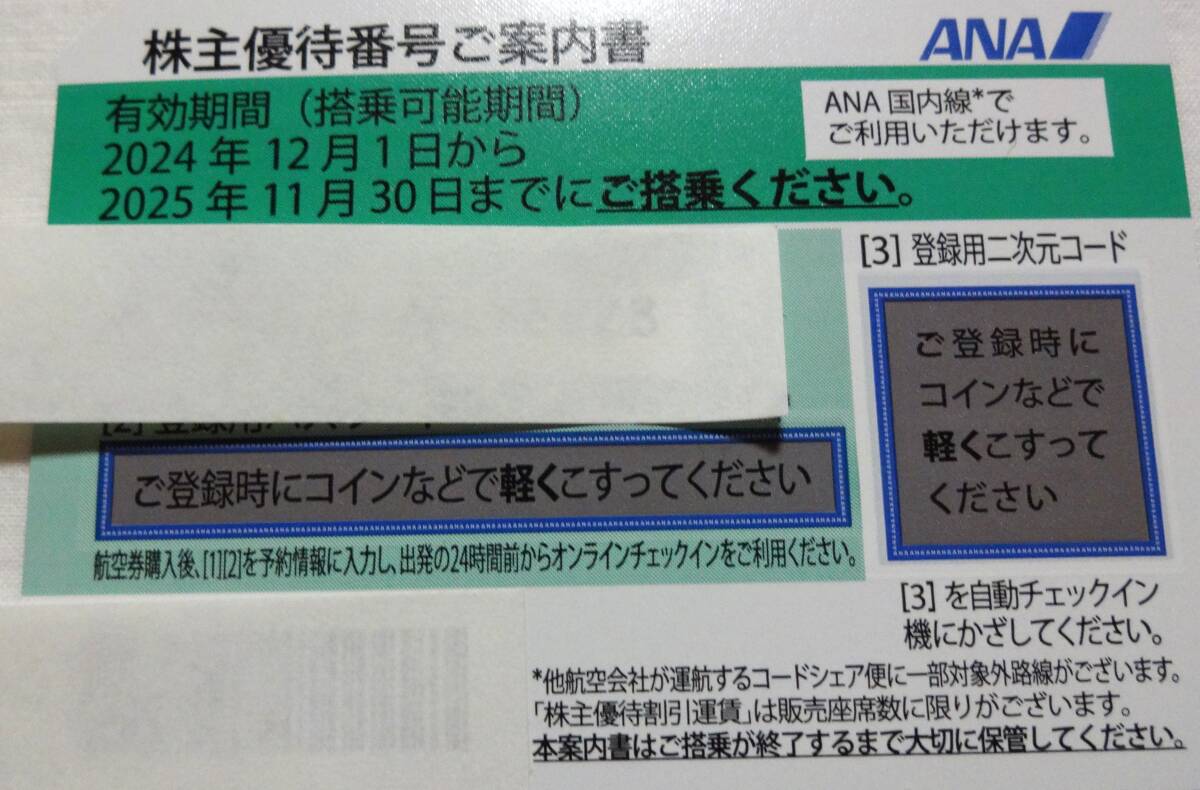 株主優待番号ご案内書
ANA
有効期間（搭乗可能期間）
2024年12月1日から
2025年11月30日までにご搭乗ください。
ANA国内線*で
ご利用いただけます。
[3] 登録用二次元コード
ご登録時に
コインなどで
軽くこすって
ください
ご登録時にコインなどで軽くこすってください
航空券購入後、[1][2]を予約情報に入力し、出発の24時間前からオンラインチェックインをご利用ください。
[3] を自動チェックイン
機にかざしてください。
*他航空会社が運航するコードシェア便に一部対象外路線がございます。
「株主優待割引運賃」は販売座席数に限りがございます。
本案内書はご搭乗が終了するまで大切に保管してください。